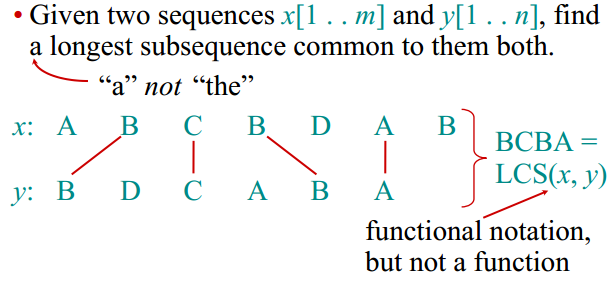 • Given two sequences x[1 . . m] and y[1 . . n], find
a longest subsequence common to them both.
“a” not “the”
x: A B C B D A B
BCBA =
LCS(x, y)
y: B D C A B A
functional notation,
but not a function